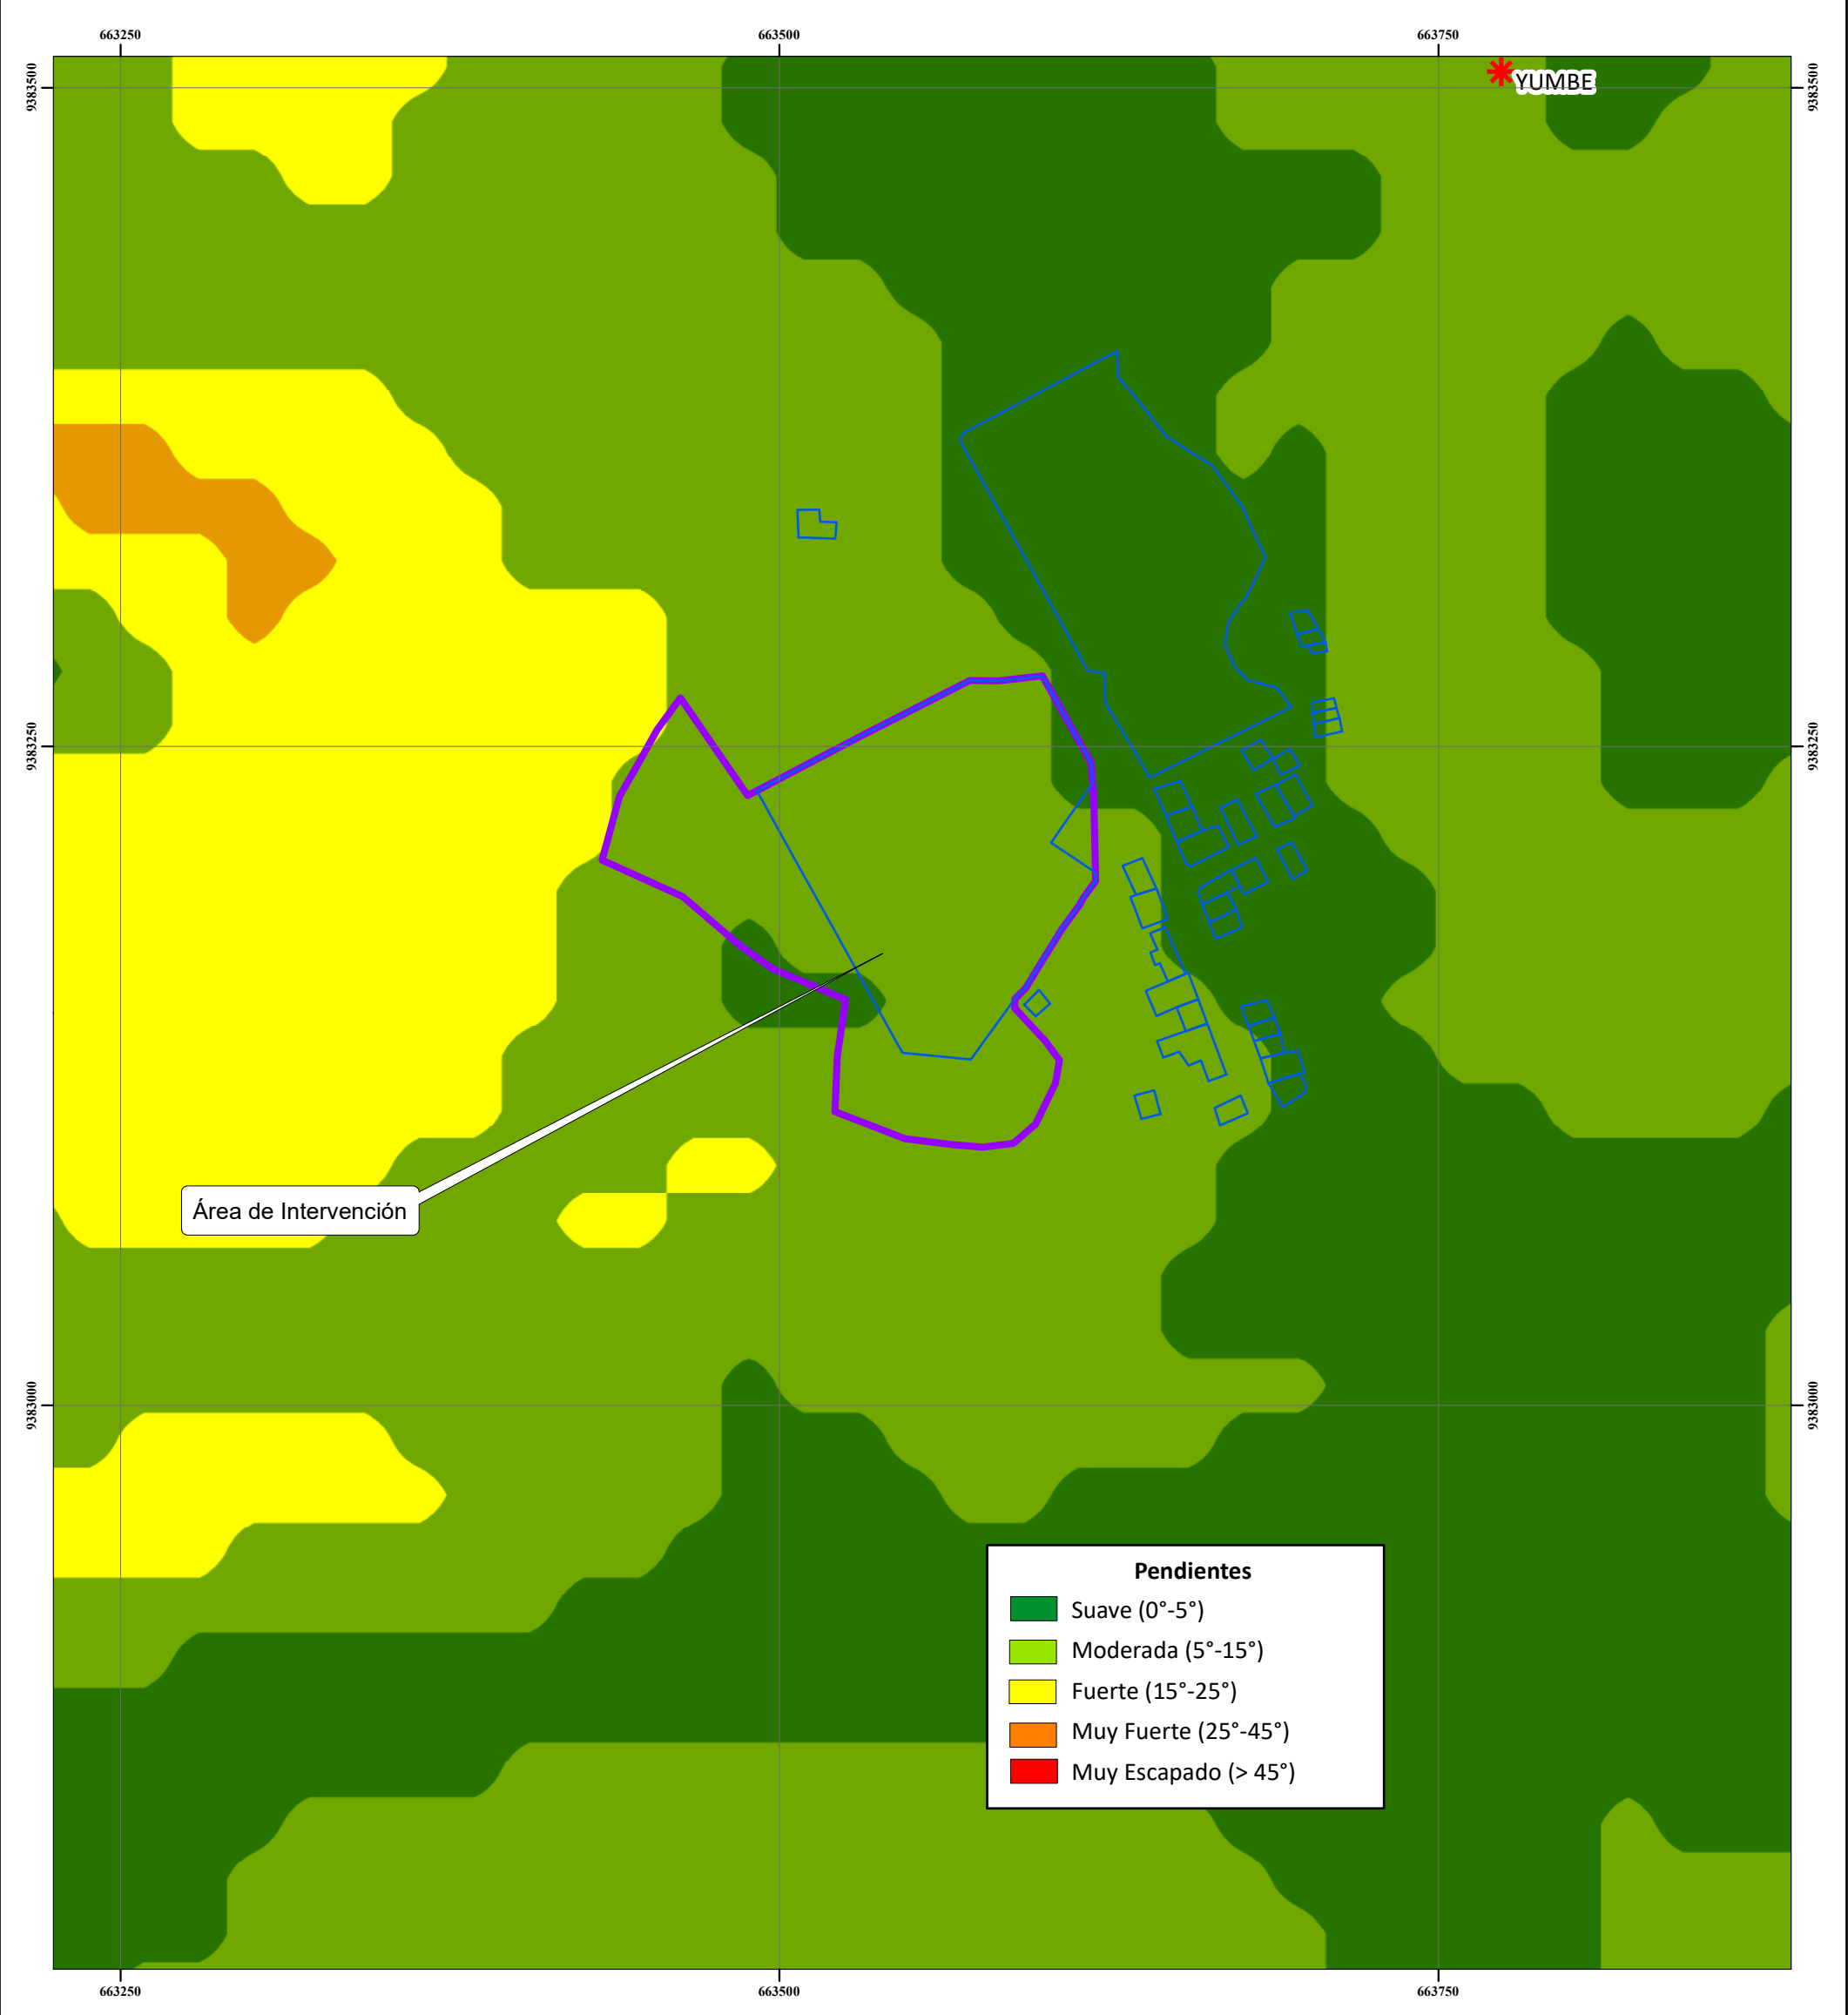 663250
663500
663750
9383500
9383500
YUMBE
9383250
9383250
Área de Intervención
9383000
9383000
Pendientes
Suave (0°-5°)
Moderada (5°-15°)
Fuerte (15°-25°)
Muy Fuerte (25°-45°)
Muy Escapado (> 45°)
663250
663500
663750